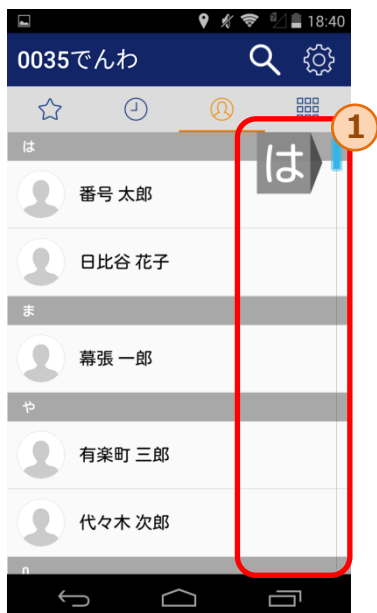 18:40
0035でんわ
1
は
は
番号 太郎
日比谷 花子
ま
幕張 一郎
や
有楽町 三郎
代々木 次郎